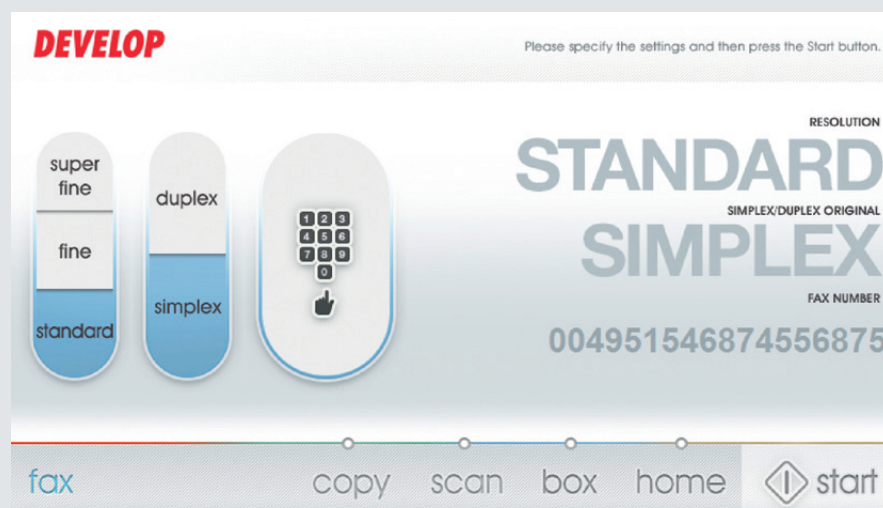 DEVELOP
Please specify the settings and then press the Start button.
super
fine
fine
standard
duplex
simplex
1 2 3
4 5 6
7 8 9
0
RESOLUTION
STANDARD
SIMPLEX/DUPLEX ORIGINAL
SIMPLEX
FAX NUMBER
004951546874556875
fax
copy
scan
box
home
start